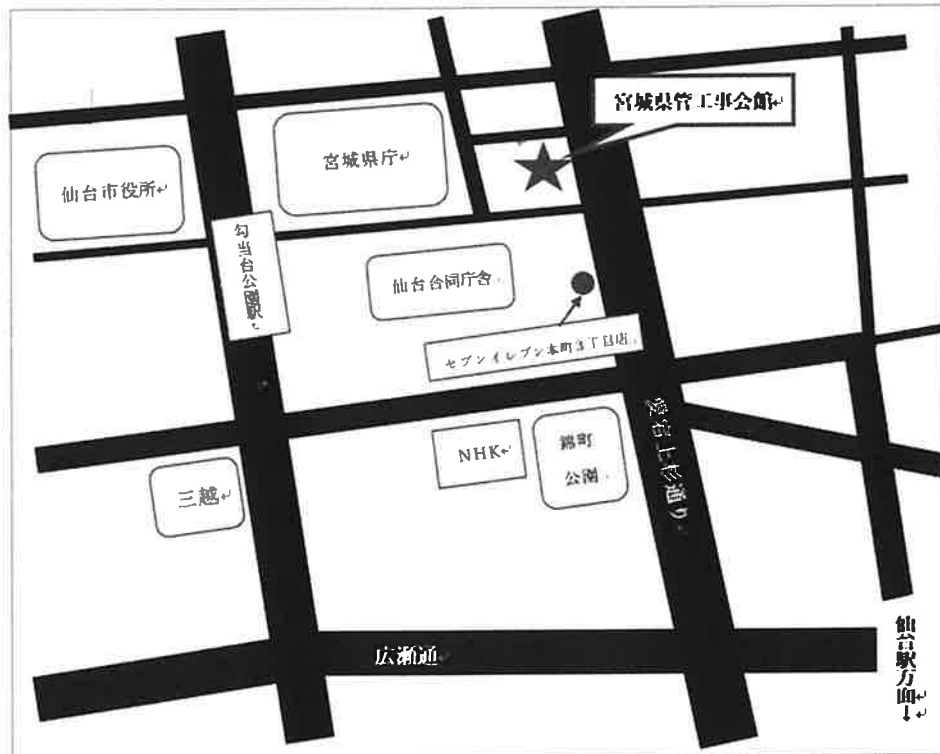 宮城県管工事会館
宮城県庁
仙台市役所
勾当台公園駅
仙台合同庁舎
セブンイレブン本町3丁目店
愛宕上杉通り
NHK
錦町
公園
三越
広瀬通
仙台駅方面↓